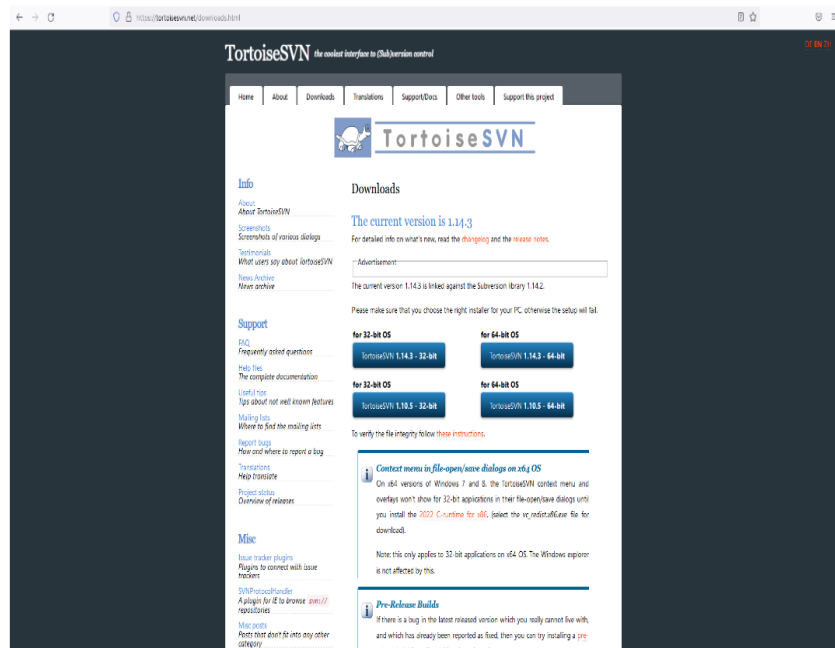 https://tortoisesvn.net/downloads.html
DE EN ZH
TortoiseSVN the coolest interface to (Sub)version control
Home About Downloads Translations Support/Docs Other tools Support this project
TortoiseSVN
Info
About
About TortoiseSVN
Screenshots
Screenshots of various dialogs
Testimonials
What users say about TortoiseSVN
News Archive
News archive
Support
FAQ
Frequently asked questions
Help files
The complete documentation
Useful tips
Tips about not well known features
Mailing lists
Where to find the mailing lists
Report bugs
How and where to report a bug
Translations
Help translate
Project status
Overview of releases
Misc
Issue tracker plugins
Plugins to connect with issue
trackers
SVNProtocolHandler
A plugin for IE to browse svn://
repositories
Misc posts
Posts that don't fit into any other
category
Downloads
The current version is 1.14.3
For detailed info on what's new, read the changelog and the release notes.
Advertisement
The current version 1.14.3 is linked against the Subversion library 1.14.2.
Please make sure that you choose the right installer for your PC, otherwise the setup will fail.
for 32-bit OS for 64-bit OS
TortoiseSVN 1.14.3 - 32-bit TortoiseSVN 1.14.3 - 64-bit
for 32-bit OS for 64-bit OS
TortoiseSVN 1.10.5 - 32-bit TortoiseSVN 1.10.5 - 64-bit
To verify the file integrity follow these instructions.
Context menu in file-open/save dialogs on x64 OS
On x64 versions of Windows 7 and 8, the TortoiseSVN context menu and
overlays won't show for 32-bit applications in their file-open/save dialogs until
you install the 2022 C-runtime for x86. (select the vc_redist.x86.exe file for
download).
Note: this only applies to 32-bit applications on x64 OS. The Windows explorer
is not affected by this.
Pre-Release Builds
If there is a bug in the latest released version which you really cannot live with,
and which has already been reported as fixed, then you can try installing a pre-